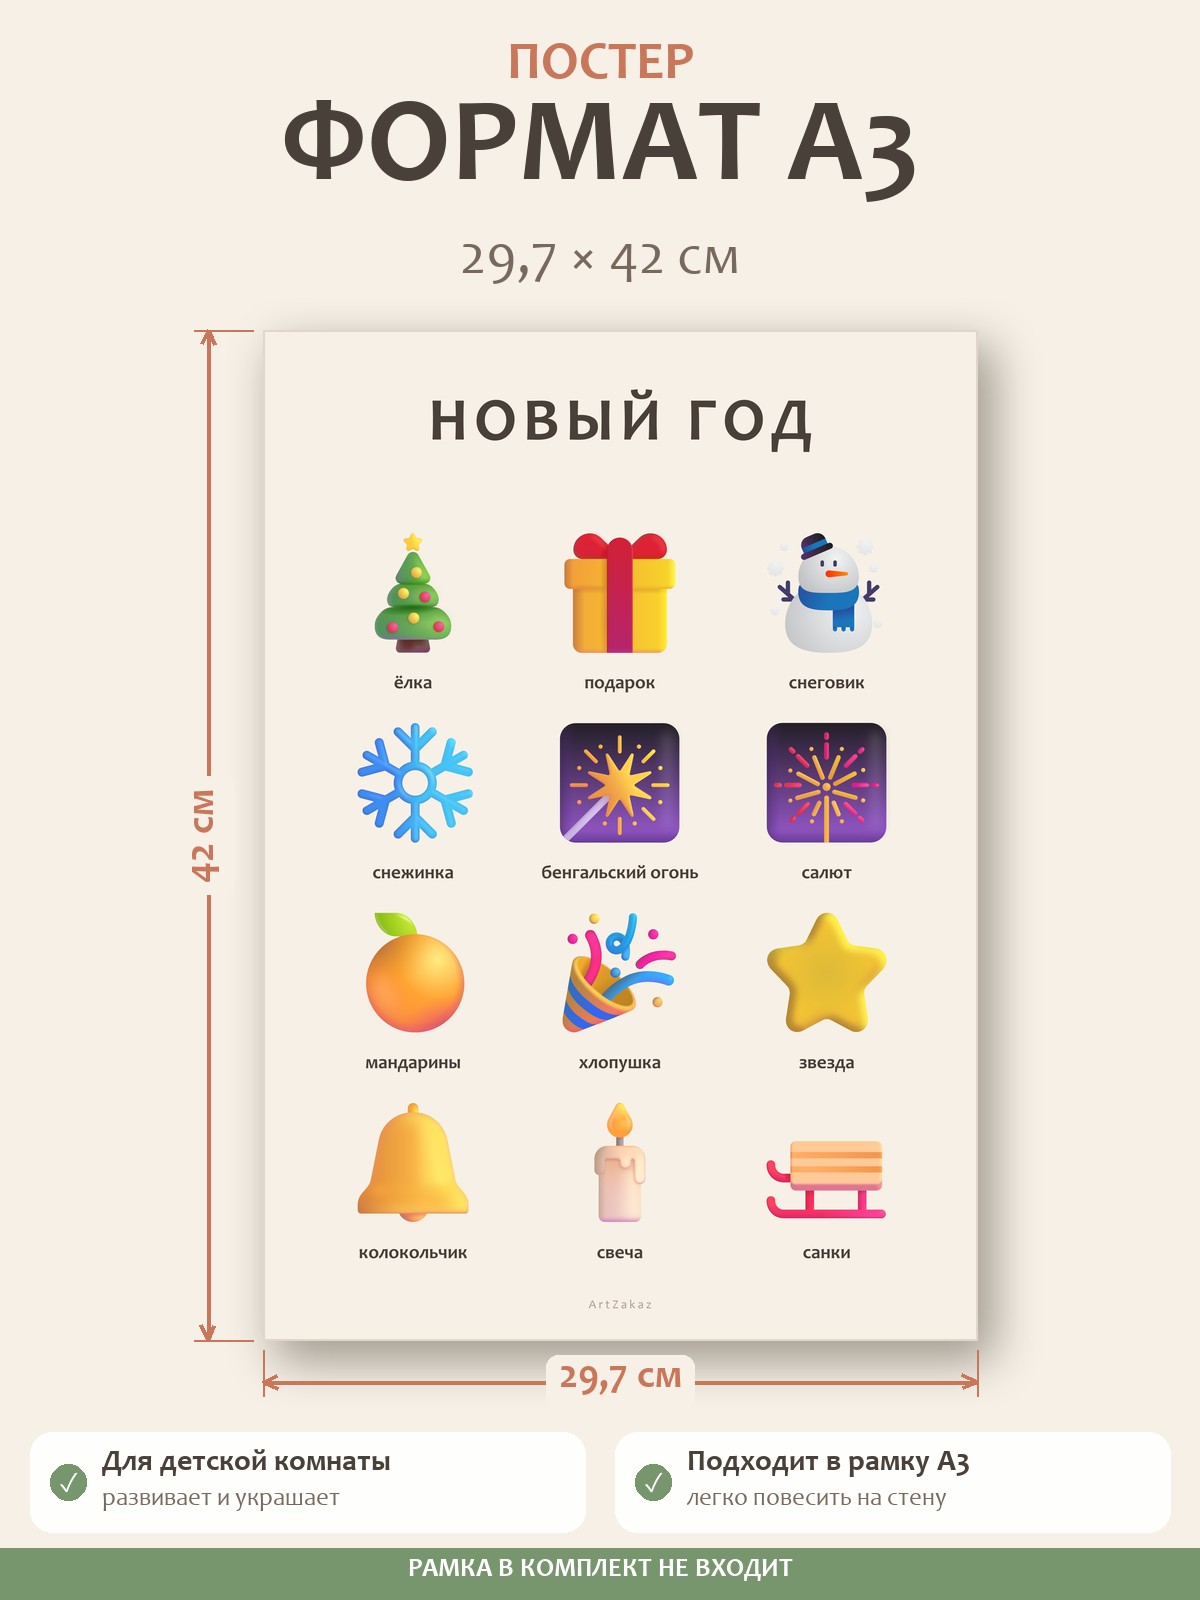 ПОСТЕР
ФОРМАТ А3
29,7 × 42 см
НОВЫЙ ГОД
ёлка
подарок
снеговик
снежинка
бенгальский огонь
салют
мандарины
хлопушка
звезда
колокольчик
свеча
санки
ArtZakaz
42 см
29,7 см
Для детской комнаты
развивает и украшает
Подходит в рамку А3
легко повесить на стену
РАМКА В КОМПЛЕКТ НЕ ВХОДИТ